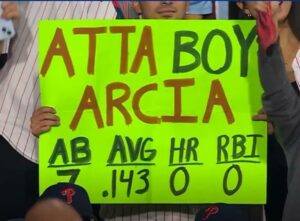 ATTA BOY
ARCIA
AB AVG HR RBI
7 .143 0 0